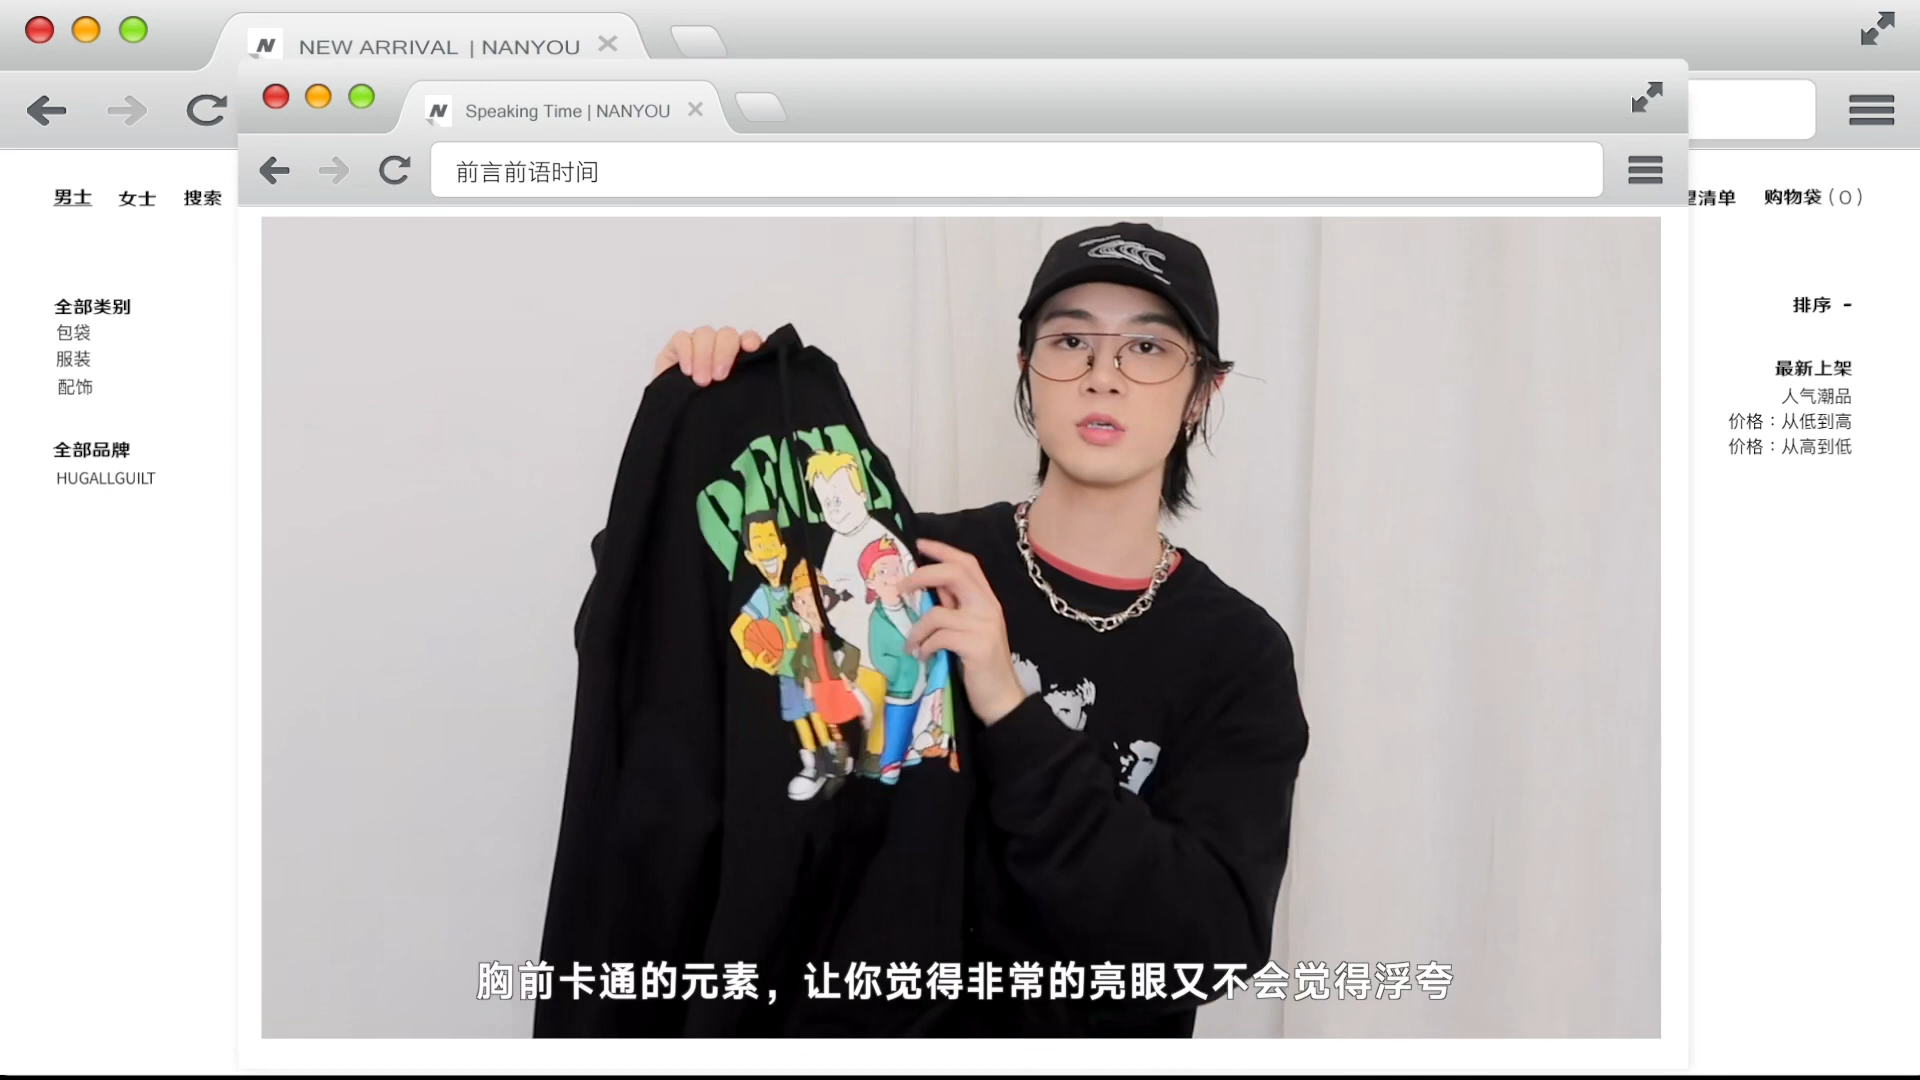 NEW ARRIVAL | NANYOU
Speaking Time | NANYOU
前言前语时间
男士 女士 搜索
望清单 购物袋 ( 0 )
全部类别
包袋
服装
配饰
全部品牌
HUGALLGUILT
排序 -
最新上架
人气潮品
价格：从低到高
价格：从高到低
胸前卡通的元素，让你觉得非常的亮眼又不会觉得浮夸